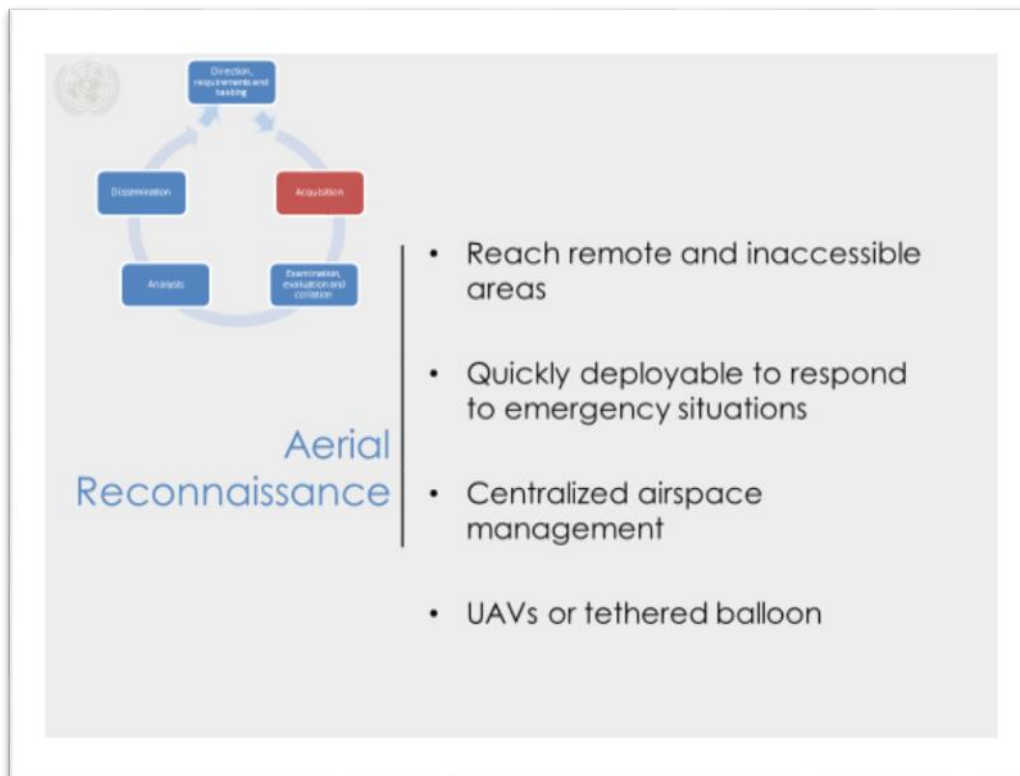 Direction,
requirements and
tasking
Dissemination
Acquisition
Analysis
Examination,
evaluation and
collation
Aerial
Reconnaissance
• Reach remote and inaccessible
areas
• Quickly deployable to respond
to emergency situations
• Centralized airspace
management
• UAVs or tethered balloon